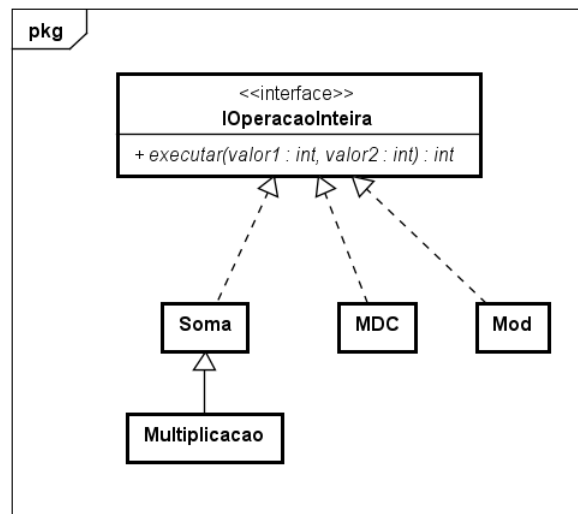 pkg
<<interface>>
IOperacaoInteira
+ executar(valor1 : int, valor2 : int) : int
Soma
MDC
Mod
Multiplicacao